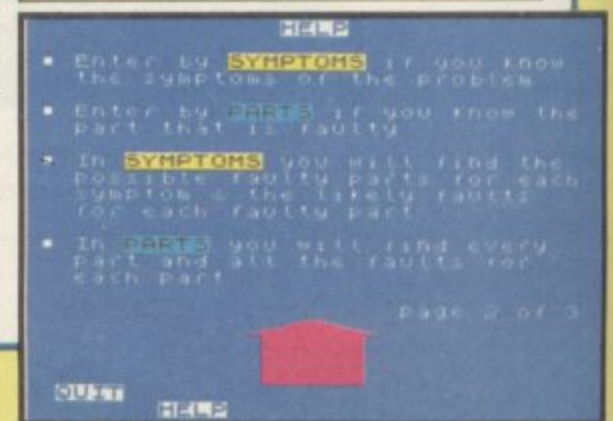 HELP
▪ Enter by SYMPTOMS if you know
the symptoms of the problem
▪ Enter by PARTS if you know the
part that is faulty
▪ In SYMPTOMS you will find the
possible faulty parts for each
symptom & the likely faults
for each faulty part
▪ In PARTS you will find every
part and all the faults for
each part
page 2 of 3
QUIT
HELP